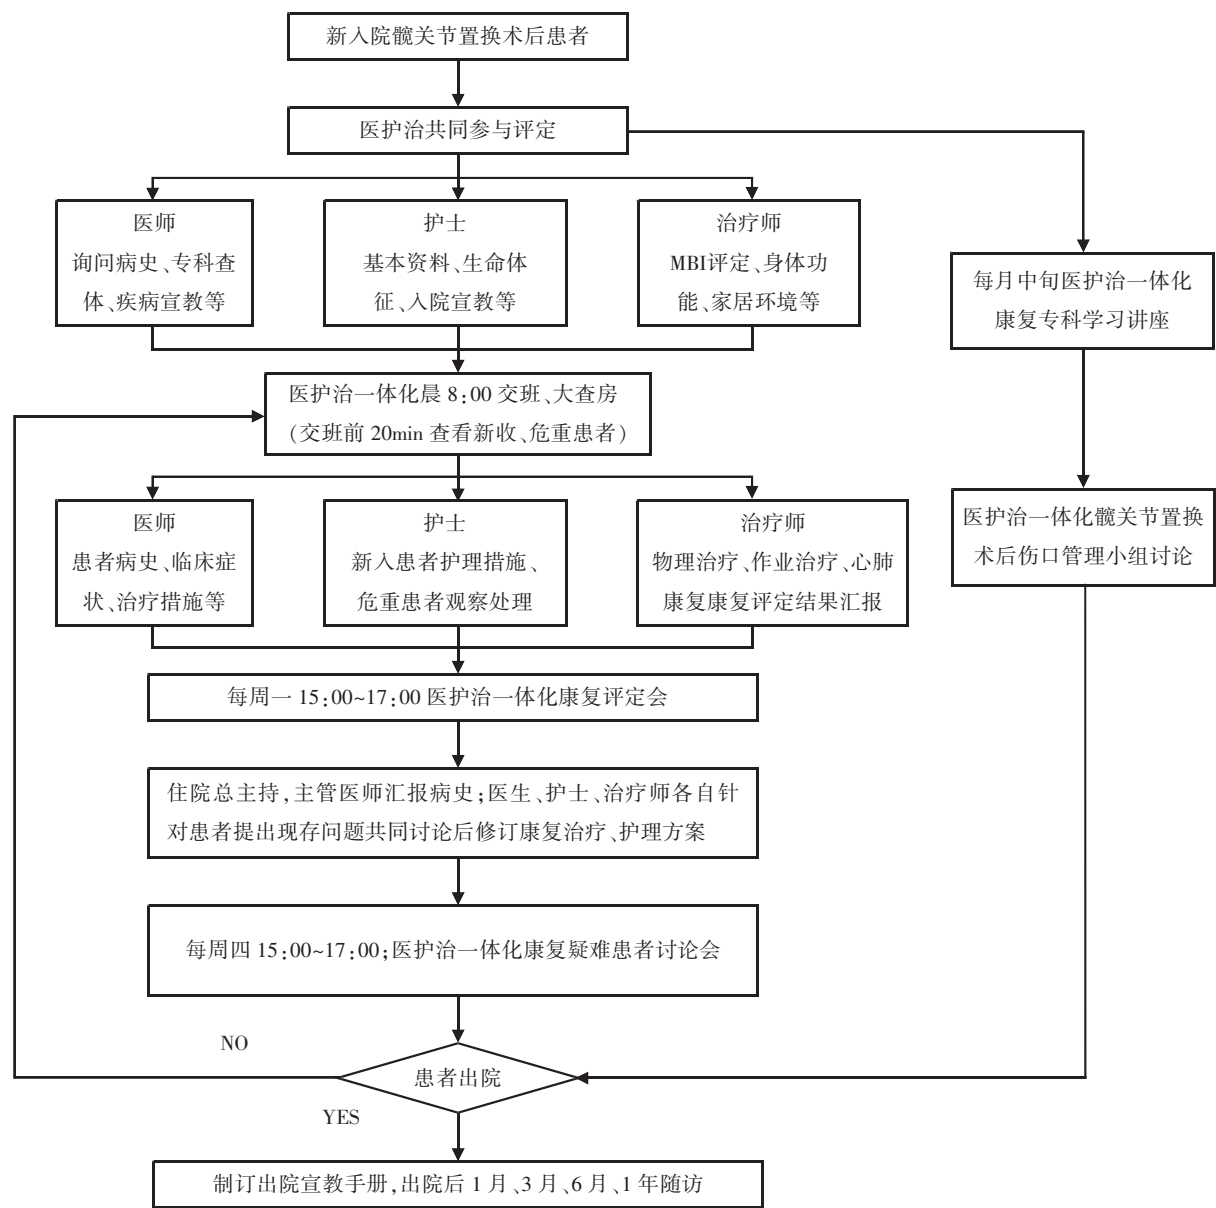 新入院髋关节置换术后患者
医护治共同参与评定
医师
询问病史、专科查
体、疾病宣教等
护士
基本资料、生命体
征、入院宣教等
治疗师
MBI评定、身体功
能、家居环境等
每月中旬医护治一体化
康复专科学习讲座
医护治一体化晨 8:00 交班、大查房
(交班前 20min 查看新收、危重患者)
医师
患者病史、临床症
状、治疗措施等
护士
新入患者护理措施、
危重患者观察处理
治疗师
物理治疗、作业治疗、心肺
康复康复评定结果汇报
医护治一体化髋关节置换
术后伤口管理小组讨论
每周一 15:00~17:00 医护治一体化康复评定会
住院总主持,主管医师汇报病史;医生、护士、治疗师各自针
对患者提出现存问题共同讨论后修订康复治疗、护理方案
每周四 15:00~17:00;医护治一体化康复疑难患者讨论会
NO
患者出院
YES
制订出院宣教手册,出院后 1 月、3 月、6 月、1 年随访